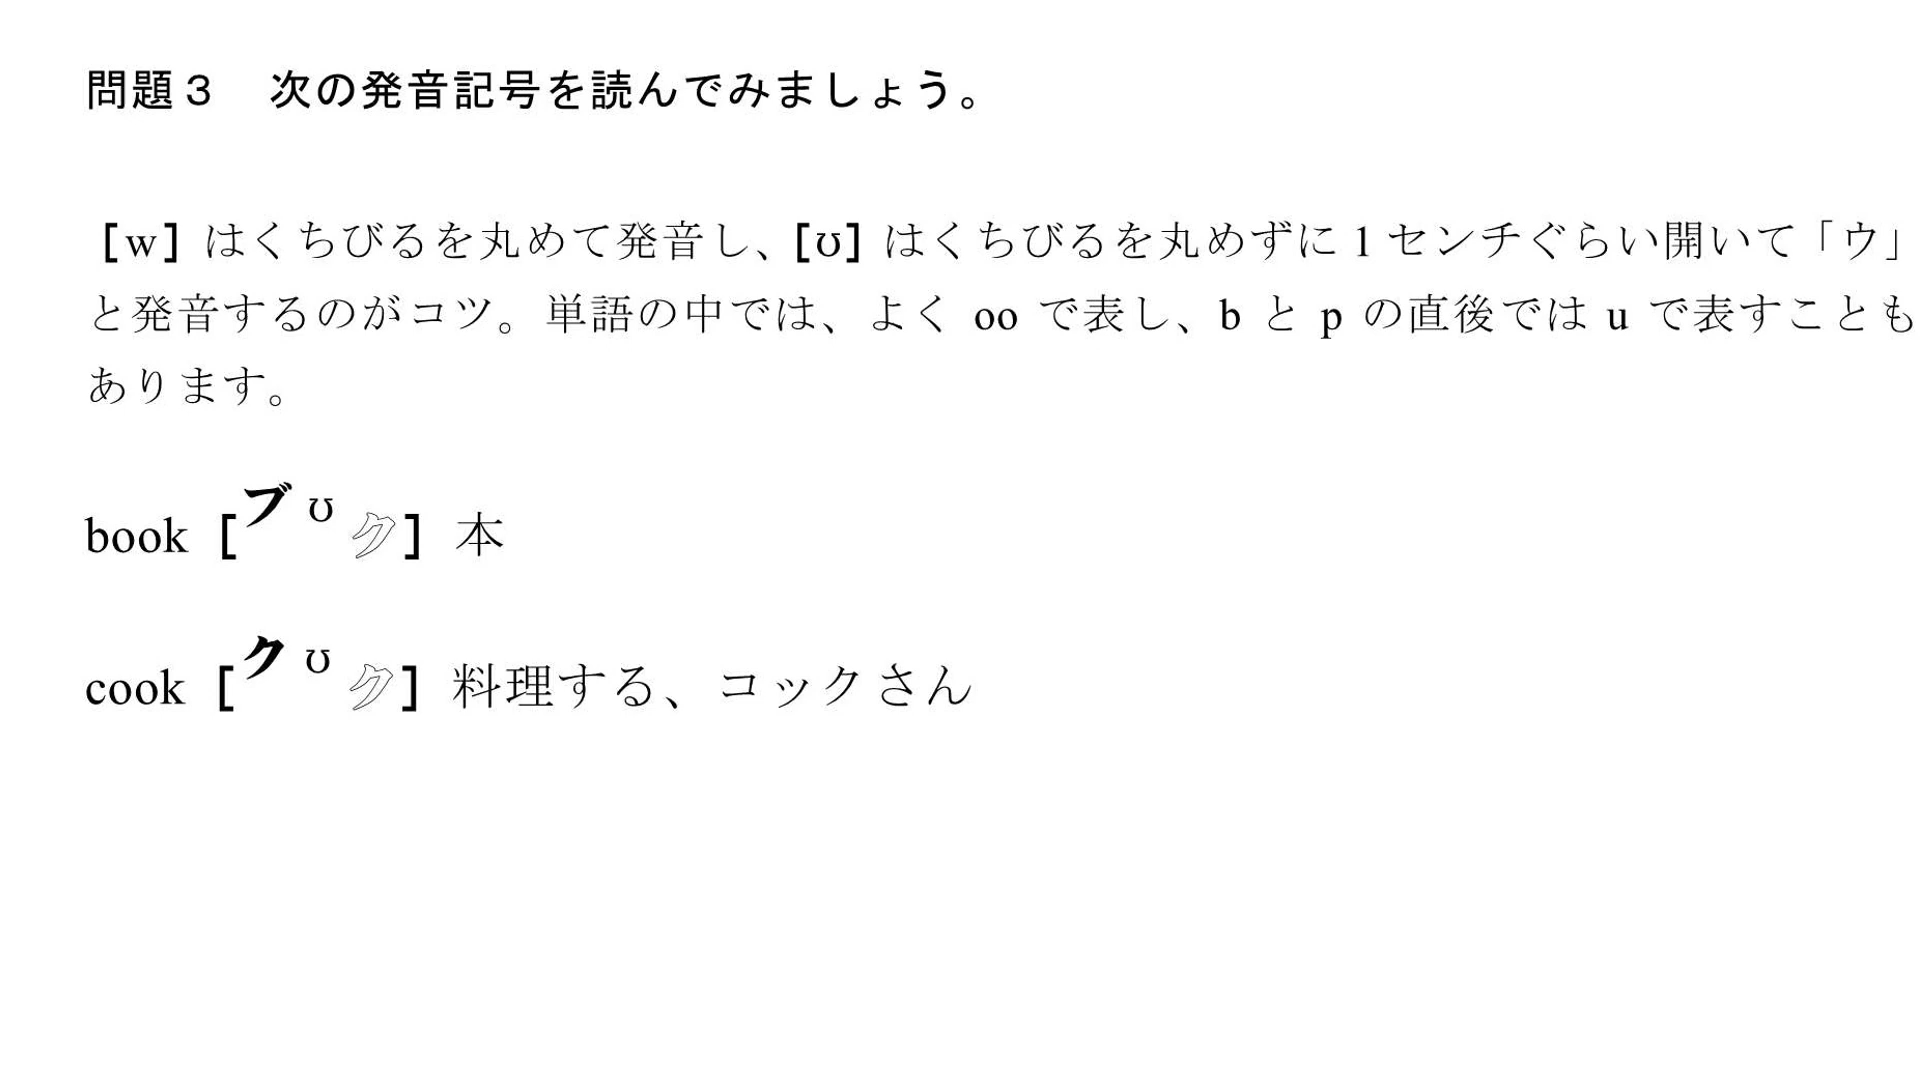 問題３　次の発音記号を読んでみましょう。
[w] はくちびるを丸めて発音し、[ʊ] はくちびるを丸めずに 1 センチぐらい開いて「ウ」
と発音するのがコツ。単語の中では、よく oo で表し、b と p の直後では u で表すことも
あります。
book [ブʊク] 本
cook [クʊク] 料理する、コックさん